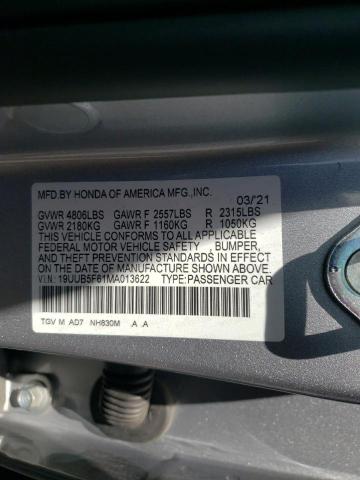 MFD.BY HONDA OF AMERICA MFG.,INC.
03/'21
GVWR 4806LBS GAWR F 2557LBS R 2315LBS
GVWR 2180KG GAWR F 1160KG R 1050KG
THIS VEHICLE CONFORMS TO ALL APPLICABLE
FEDERAL MOTOR VEHICLE SAFETY , BUMPER,
AND THEFT PREVENTION STANDARDS IN EFFECT
ON THE DATE OF MANUFACTURE SHOWN ABOVE.
V.I.N.: 19UUB5F61MA013622 TYPE:PASSENGER CAR
TGV M AD7 NH830M .A .A